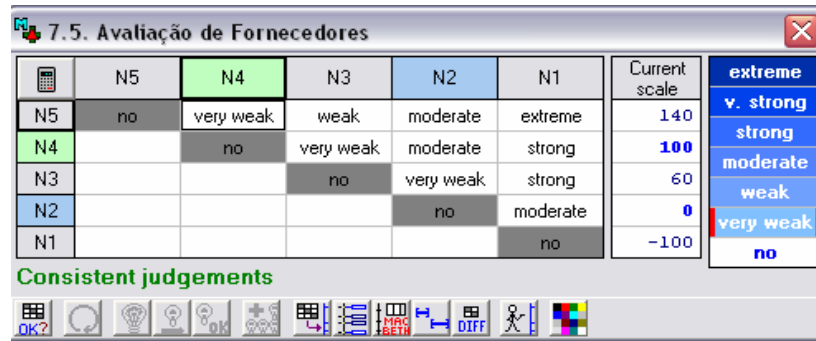 7.5. Avaliação de Fornecedores
N5 N4 N3 N2 N1 Current scale extreme
N5 no very weak weak moderate extreme 140 v. strong
N4 no very weak moderate strong 100 strong
N3 no very weak strong 60 moderate
N2 no moderate 0 weak
N1 no -100 very weak
no
Consistent judgements
OK? OK MAC BETH DIFF